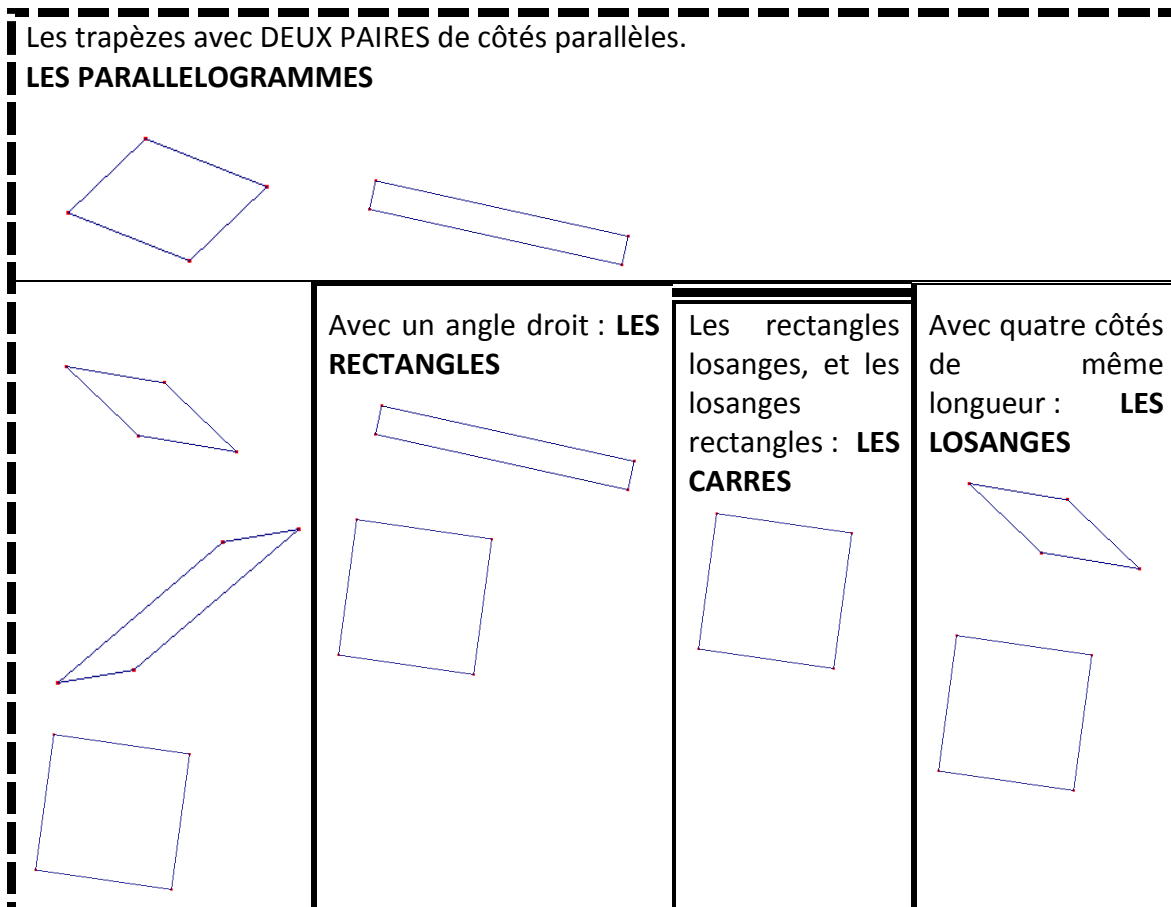 Les trapèzes avec DEUX PAIRES de côtés parallèles.
LES PARALLELOGRAMMES
Avec un angle droit : LES
RECTANGLES
Les rectangles
losanges, et les
losanges
rectangles : LES
CARRES
Avec quatre côtés
de même
longueur : LES
LOSANGES